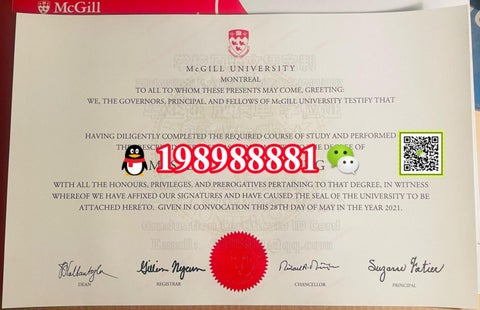 McGill
McGILL UNIVERSITY
MONTREAL
TO ALL TO WHOM THESE PRESENTS MAY COME, GREETING:
WE, THE GOVERNORS, PRINCIPAL, AND FELLOWS OF McGILL UNIVERSITY TESTIFY THAT
HAVING DILIGENTLY COMPLETED THE REQUIRED COURSE OF STUDY AND PERFORMED
198988881
WITH ALL THE HONOURS, PRIVILEGES, AND PREROGATIVES PERTAINING TO THAT DEGREE, IN WITNESS
WHEREOF WE HAVE AFFIXED OUR SIGNATURES AND HAVE CAUSED THE SEAL OF THE UNIVERSITY TO BE
ATTACHED HERETO. GIVEN IN CONVOCATION THIS 28TH DAY OF MAY IN THE YEAR 2021.
Suzanne Fortier
DEAN
REGISTRAR
CHANCELLOR
PRINCIPAL